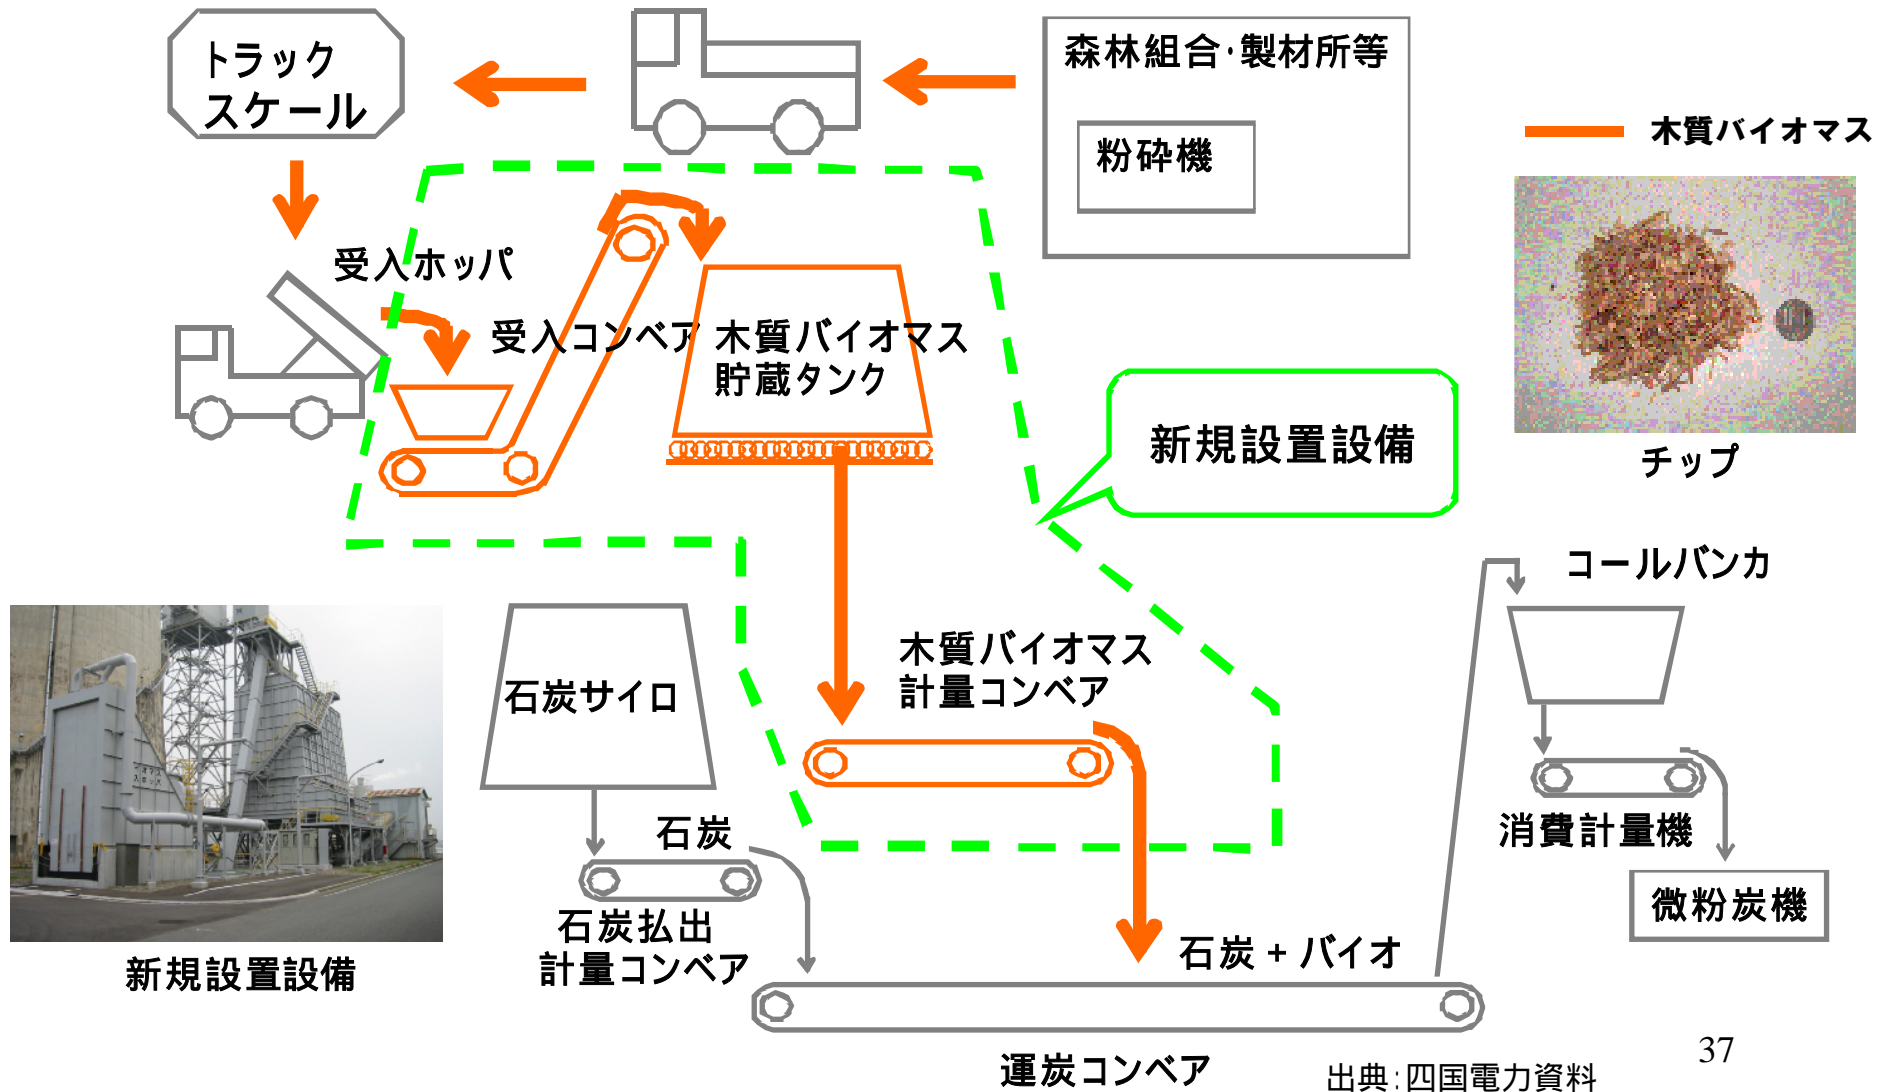 トラック
スケール
森林組合・製材所等
粉砕機
木質バイオマス
チップ
受入ホッパ
受入コンベア
木質バイオマス
貯蔵タンク
新規設置設備
コールバンカ
木質バイオマス
計量コンベア
石炭サイロ
石炭
石炭払出
計量コンベア
消費計量機
微粉炭機
石炭 + バイオ
運炭コンベア
新規設置設備
出典:四国電力資料
37